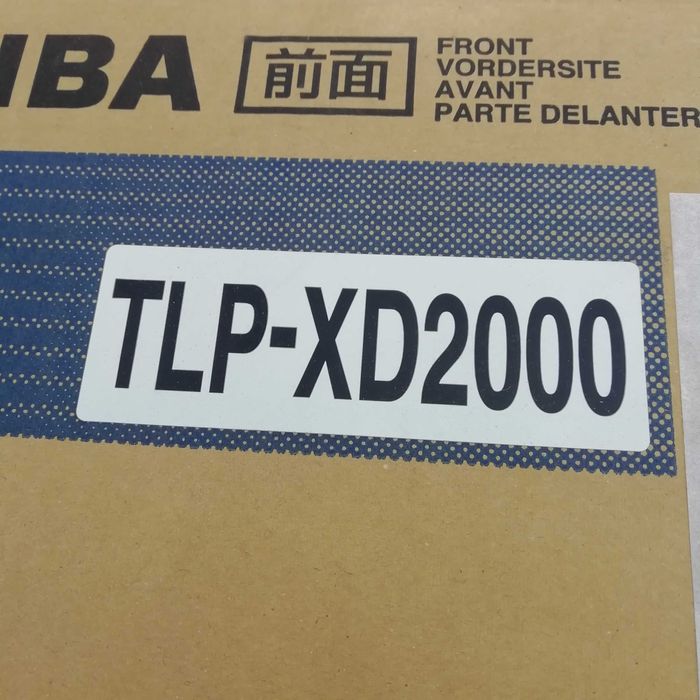 IBA
前面
FRONT
VORDERSITE
AVANT
PARTE DELANTER
TLP-XD2000